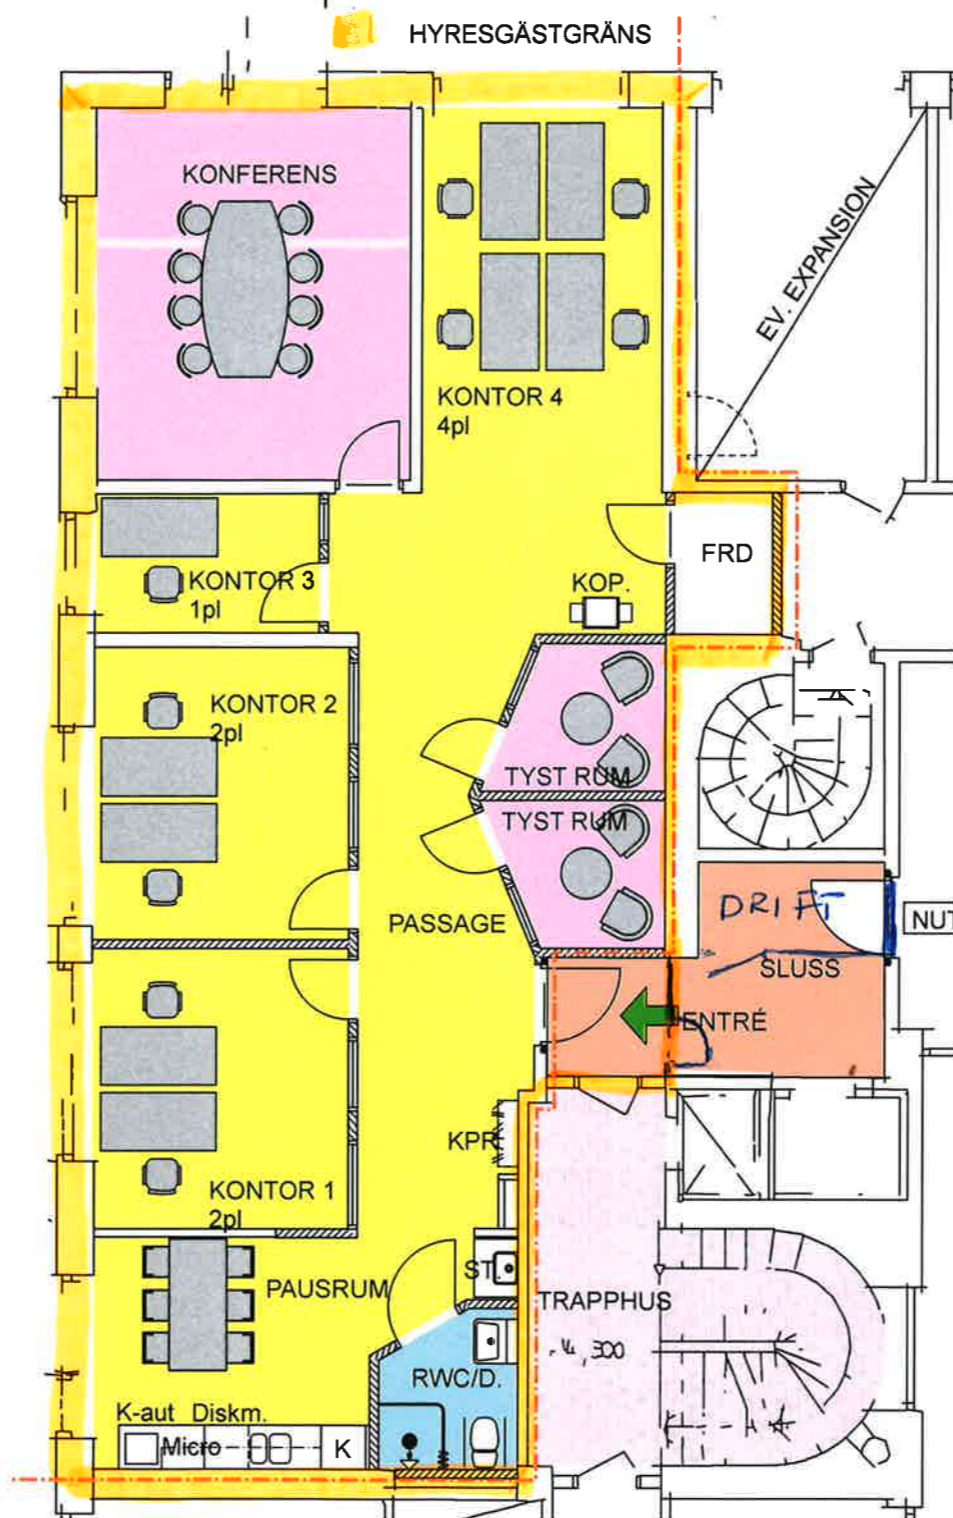 HYRESGÄSTGRÄNS
KONFERENS
EV. EXPANSION
KONTOR 4
4pl
FRD
KOP.
KONTOR 3
1pl
KONTOR 2
2pl
TYST RUM
TYST RUM
DRIFT
NUT
PASSAGE
SLUSS
ENTRÉ
KPR
KONTOR 1
2pl
ST
PAUSRUM
TRAPPHUS
RWC/D.
K-aut Diskm.
Micro
K